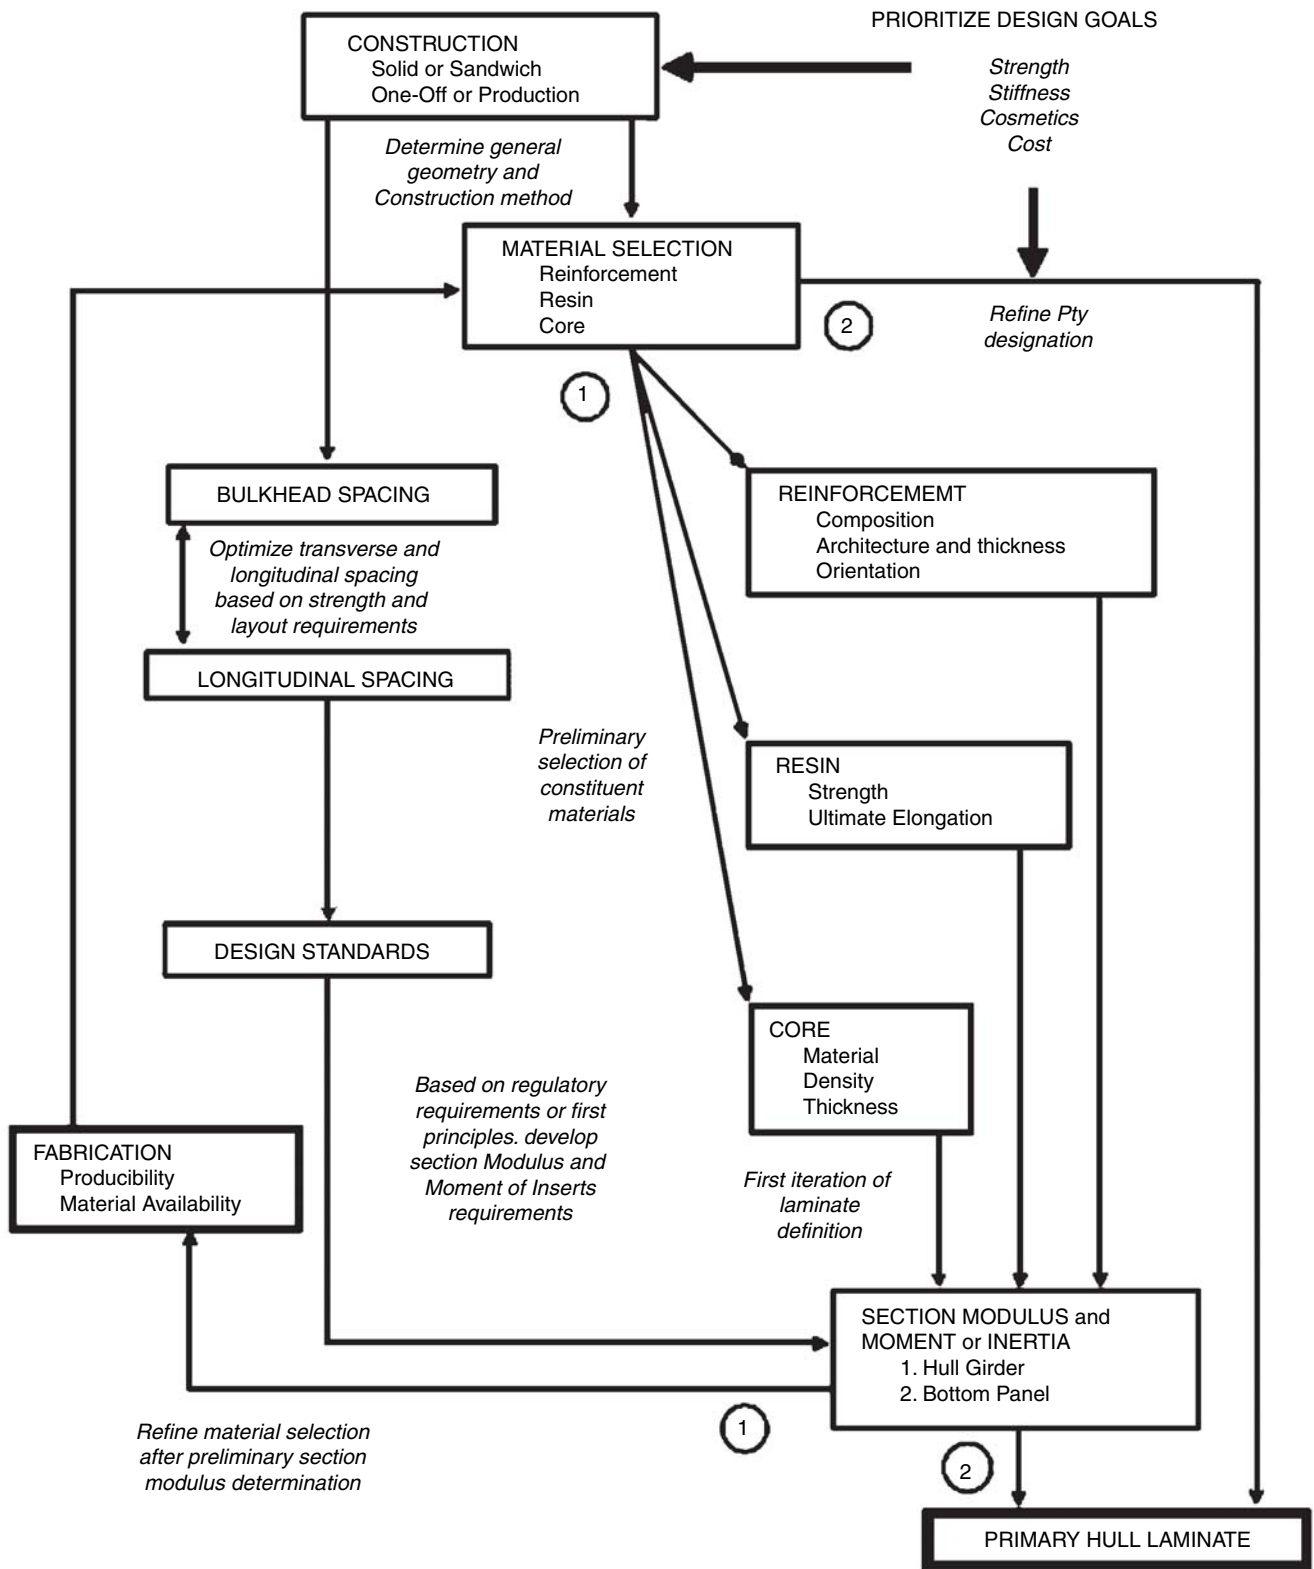 PRIORITIZE DESIGN GOALS
Strength
Stiffness
Cosmetics
Cost
CONSTRUCTION
Solid or Sandwich
One-Off or Production
Determine general
geometry and
Construction method
MATERIAL SELECTION
Reinforcement
Resin
Core
2
Refine Pty
designation
1
BULKHEAD SPACING
REINFORCEMEMT
Composition
Architecture and thickness
Orientation
Optimize transverse and
longitudinal spacing
based on strength and
layout requirements
LONGITUDINAL SPACING
Preliminary
selection of
constituent
materials
RESIN
Strength
Ultimate Elongation
DESIGN STANDARDS
CORE
Material
Density
Thickness
Based on regulatory
requirements or first
principles. develop
section Modulus and
Moment of Inserts
requirements
FABRICATION
Producibility
Material Availability
First iteration of
laminate
definition
SECTION MODULUS and
MOMENT or INERTIA
1. Hull Girder
2. Bottom Panel
Refine material selection
after preliminary section
modulus determination
1
2
PRIMARY HULL LAMINATE